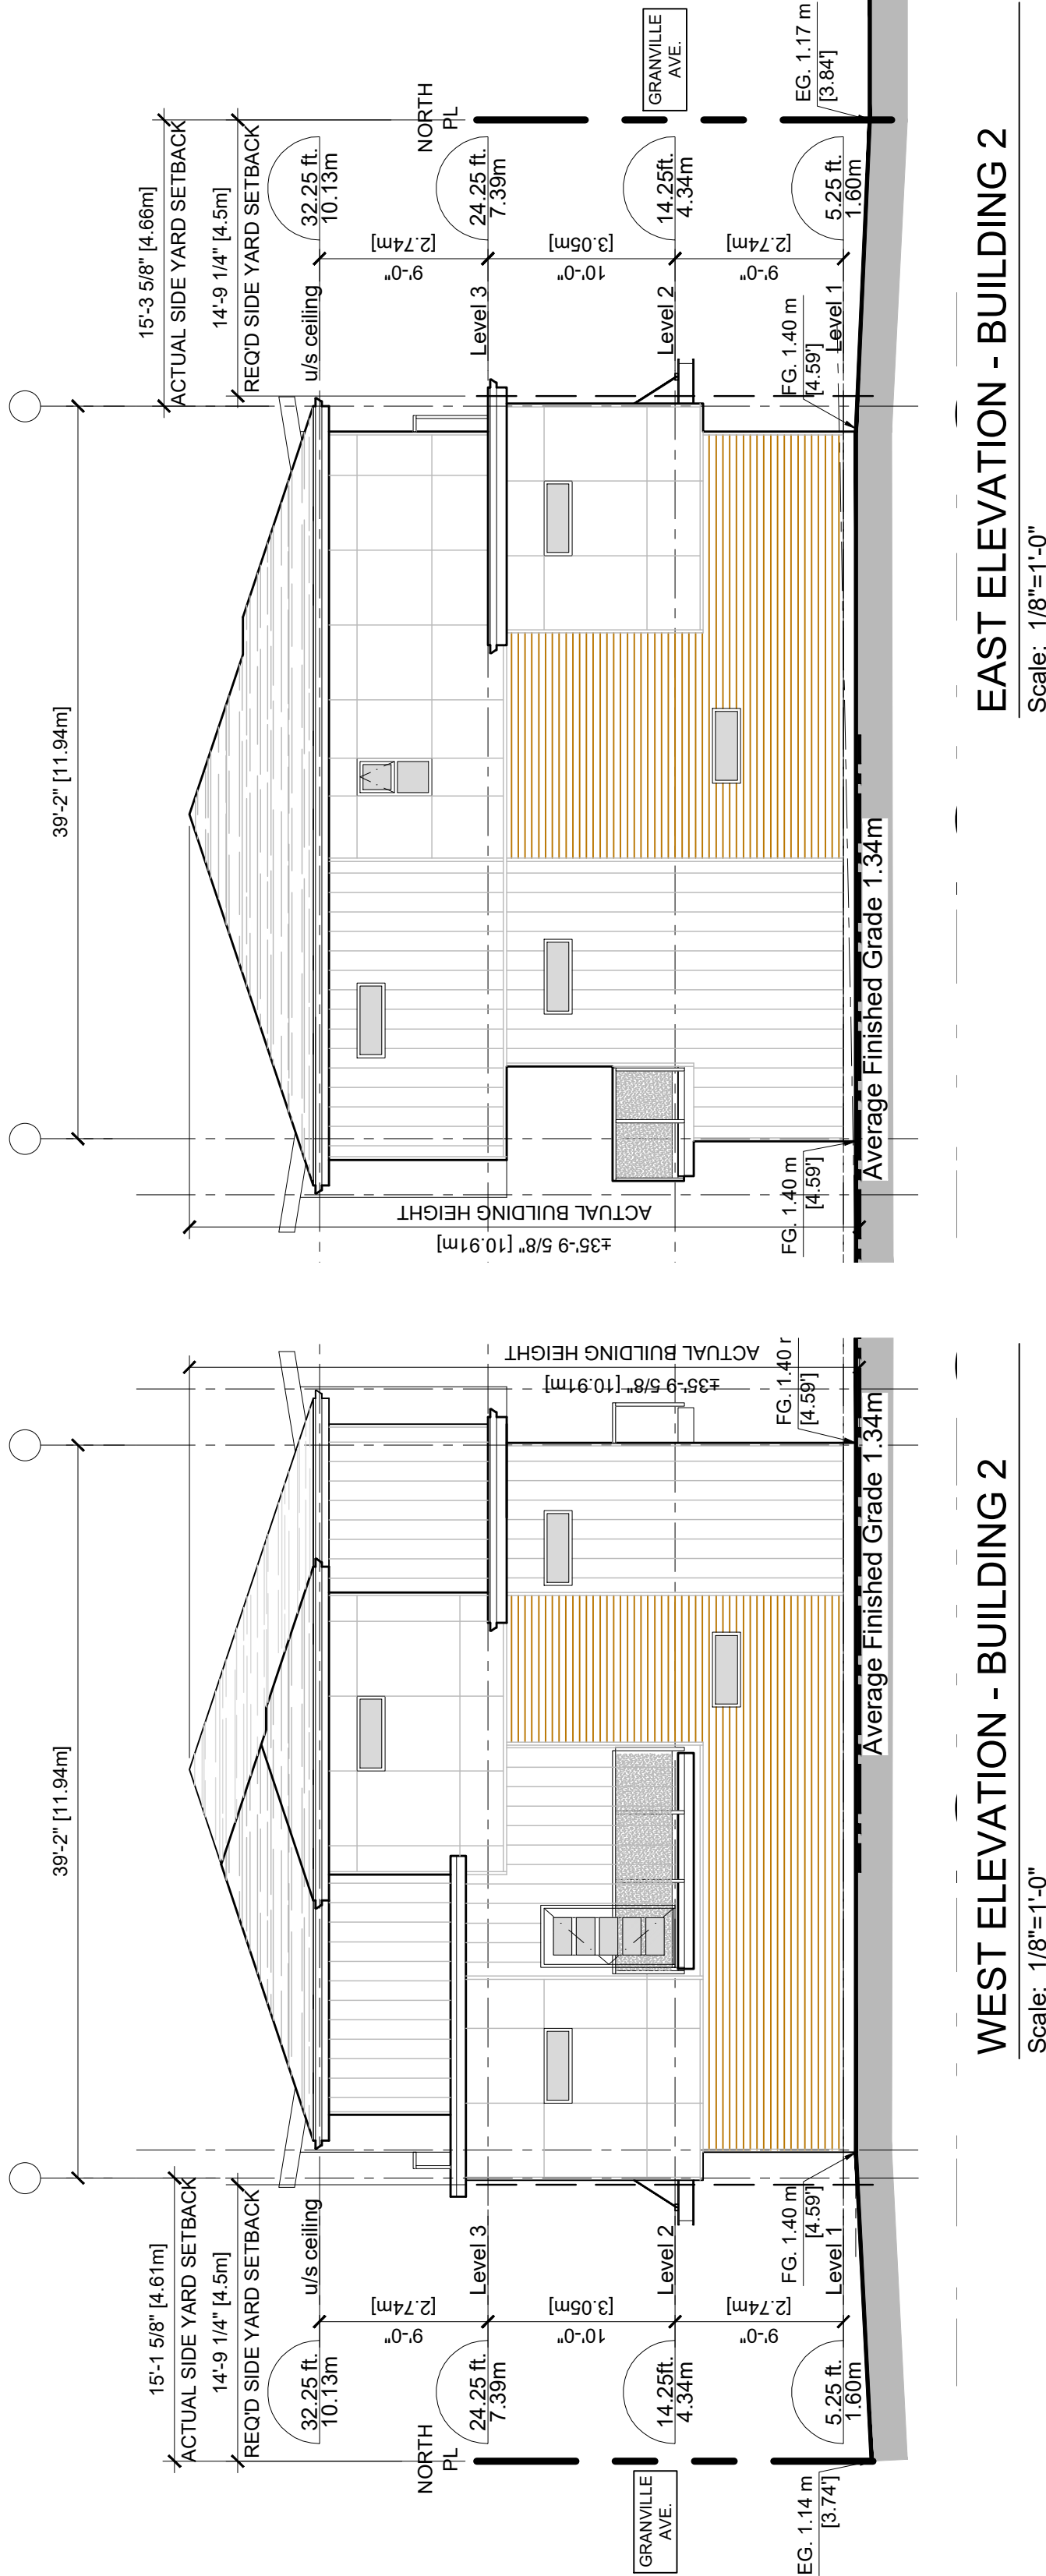 WEST ELEVATION - BUILDING 2
Scale: 1/8"=1'-0"
39'-2" [11.94m]
15'-1 5/8" [4.61m]
ACTUAL SIDE YARD SETBACK
14'-9 1/4" [4.5m]
REQ'D SIDE YARD SETBACK
u/s ceiling
32.25 ft.
10.13m
9'-0"
[2.74m]
NORTH
PL
Level 3
24.25 ft.
7.39m
10'-0"
[3.05m]
GRANVILLE
AVE.
Level 2
14.25ft.
4.34m
9'-0"
[2.74m]
Level 1
5.25 ft.
1.60m
EG. 1.14 m
[3.74']
FG. 1.40 m
[4.59']
Average Finished Grade 1.34m
FG. 1.40 r
[4.59']
±35'-9 5/8" [10.91m]
ACTUAL BUILDING HEIGHT
EAST ELEVATION - BUILDING 2
Scale: 1/8"=1'-0"
39'-2" [11.94m]
15'-3 5/8" [4.66m]
ACTUAL SIDE YARD SETBACK
14'-9 1/4" [4.5m]
REQ'D SIDE YARD SETBACK
±35'-9 5/8" [10.91m]
ACTUAL BUILDING HEIGHT
u/s ceiling
32.25 ft.
10.13m
9'-0"
[2.74m]
NORTH
PL
Level 3
24.25 ft.
7.39m
10'-0"
[3.05m]
GRANVILLE
AVE.
Level 2
14.25ft.
4.34m
9'-0"
[2.74m]
Level 1
5.25 ft.
1.60m
EG. 1.17 m
[3.84']
FG. 1.40 m
[4.59']
FG. 1.40 m
[4.59']
Average Finished Grade 1.34m